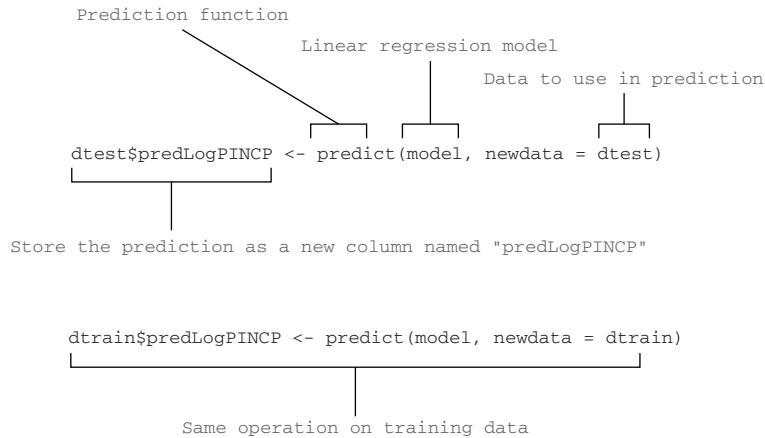 Prediction function
Linear regression model
Data to use in prediction
dtest$predLogPINCP <- predict(model, newdata = dtest)
Store the prediction as a new column named "predLogPINCP"
dtrain$predLogPINCP <- predict(model, newdata = dtrain)
Same operation on training data